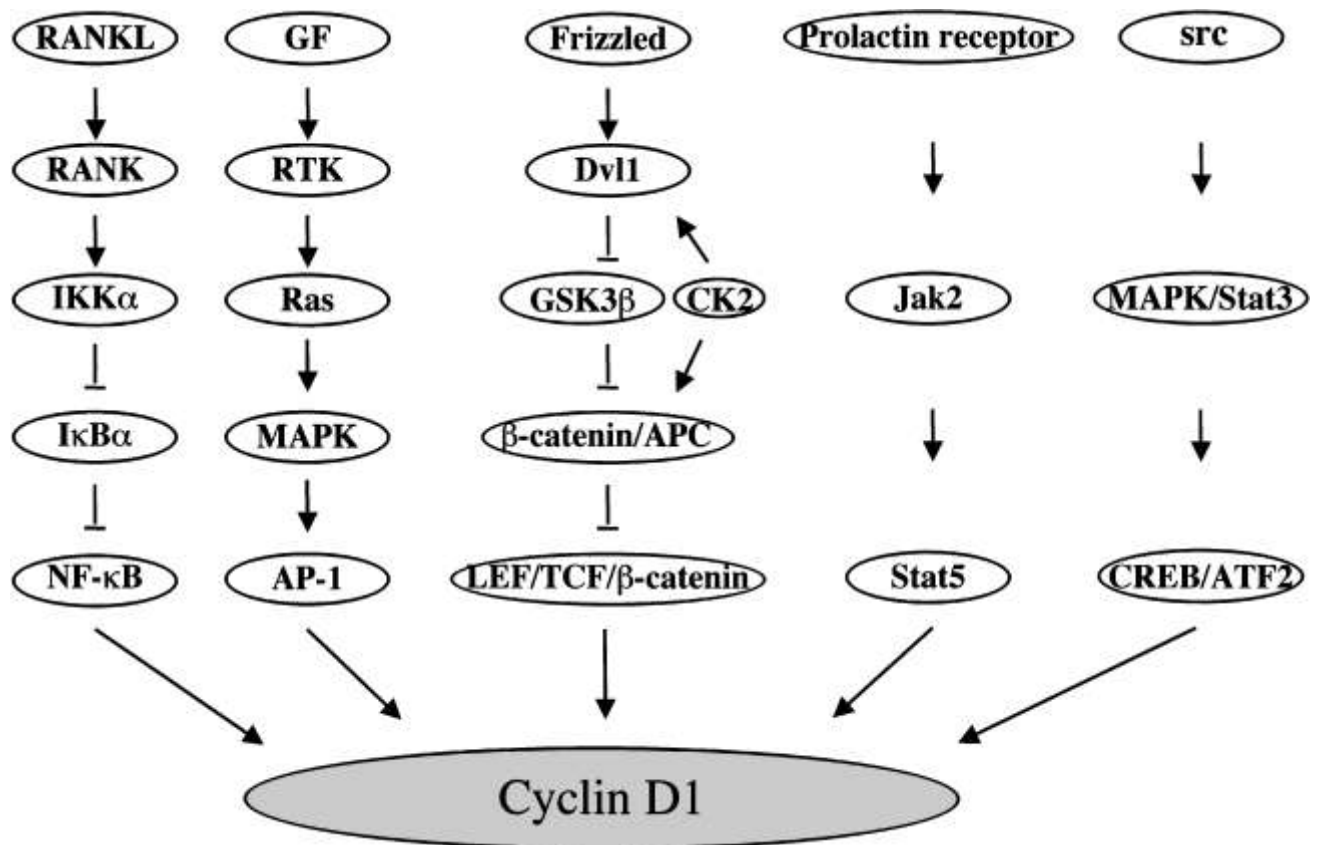 RANKL GF Frizzled Prolactin receptor src
RANK RTK Dvl1
IKKα Ras GSK3β CK2 Jak2 MAPK/Stat3
IκBα MAPK β-catenin/APC
NF-κB AP-1 LEF/TCF/β-catenin Stat5 CREB/ATF2
Cyclin D1